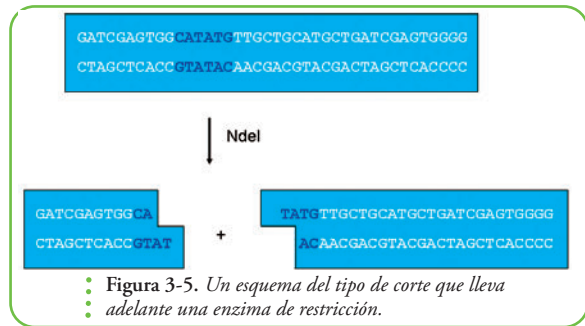 GATCGAGTGGCATATGTTGCTGCATGCTGATCGAGTGGGG
CTAGCTCACCGTATACAACGACGTACGACTAGCTCACCCC
NdeI
GATCGAGTGGCA
CTAGCTCACCGTAT
+
TATGTTGCTGCATGCTGATCGAGTGGGG
ACAACGACGTACGACTAGCTCACCCC
Figura 3-5. Un esquema del tipo de corte que lleva
adelante una enzima de restricción.